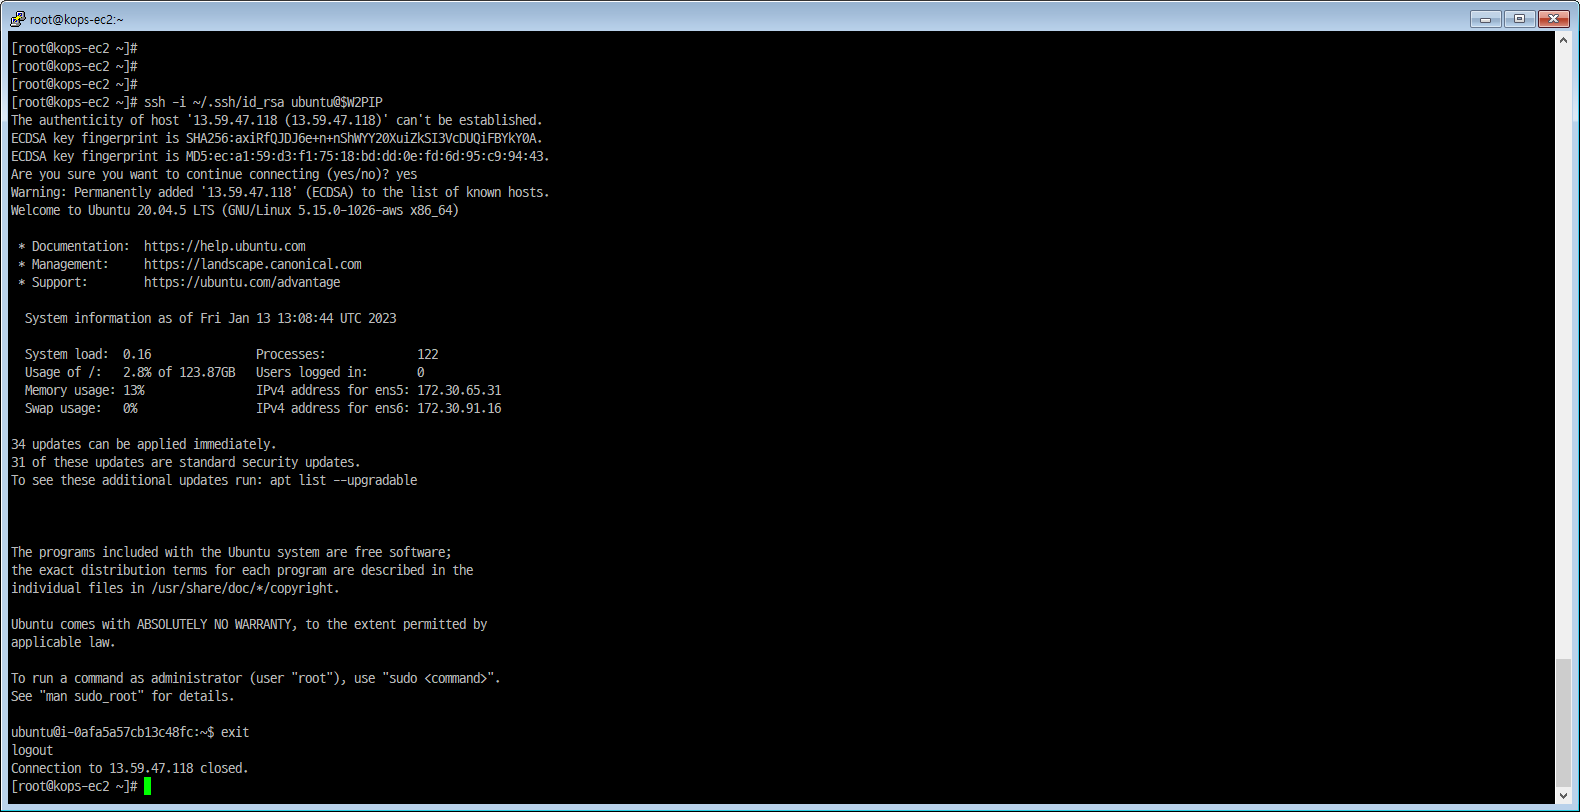 root@kops-ec2:~
[root@kops-ec2 ~]#
[root@kops-ec2 ~]#
[root@kops-ec2 ~]#
[root@kops-ec2 ~]# ssh -i ~/.ssh/id_rsa ubuntu@$W2PIP
The authenticity of host '13.59.47.118 (13.59.47.118)' can't be established.
ECDSA key fingerprint is SHA256:axiRfQJDJ6e+n+nShWYY20XuiZkSI3VcDUQiFBYkY0A.
ECDSA key fingerprint is MD5:ec:a1:59:d3:f1:75:18:bd:dd:0e:fd:6d:95:c9:94:43.
Are you sure you want to continue connecting (yes/no)? yes
Warning: Permanently added '13.59.47.118' (ECDSA) to the list of known hosts.
Welcome to Ubuntu 20.04.5 LTS (GNU/Linux 5.15.0-1026-aws x86_64)
* Documentation:  https://help.ubuntu.com
* Management:     https://landscape.canonical.com
* Support:        https://ubuntu.com/advantage
System information as of Fri Jan 13 13:08:44 UTC 2023
System load:  0.16               Processes:             122
Usage of /:   2.8% of 123.87GB   Users logged in:       0
Memory usage: 13%                IPv4 address for ens5: 172.30.65.31
Swap usage:   0%                 IPv4 address for ens6: 172.30.91.16
34 updates can be applied immediately.
31 of these updates are standard security updates.
To see these additional updates run: apt list --upgradable
The programs included with the Ubuntu system are free software;
the exact distribution terms for each program are described in the
individual files in /usr/share/doc/*/copyright.
Ubuntu comes with ABSOLUTELY NO WARRANTY, to the extent permitted by
applicable law.
To run a command as administrator (user "root"), use "sudo <command>".
See "man sudo_root" for details.
ubuntu@i-0afa5a57cb13c48fc:~$ exit
logout
Connection to 13.59.47.118 closed.
[root@kops-ec2 ~]#